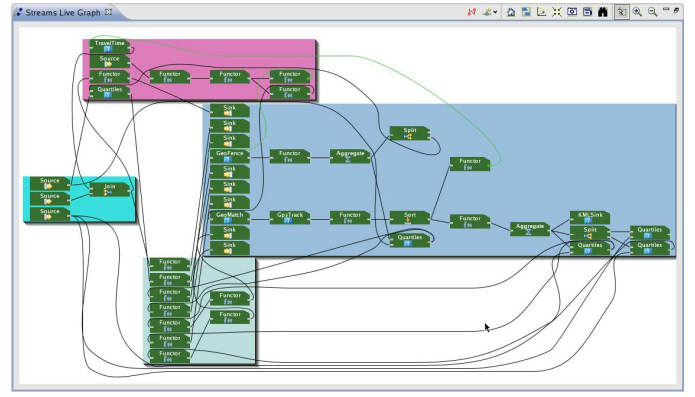 Streams Live Graph
TravelTime
Source
Functor Functor Functor Functor
Quartiles Functor
Sink
Sink
Sink
Split
GeoFence Functor Aggregate
Functor
Sink
Sink
Sink
GeoMatch GpsTrack Functor Sort
Functor
Aggregate
KMLSink
Sink
Split
Quartiles
Quartiles
Sink
Quartiles
Quartiles
Source
Join
Source
Source
Functor
Functor
Functor
Functor
Functor
Functor
Functor
Functor
Functor